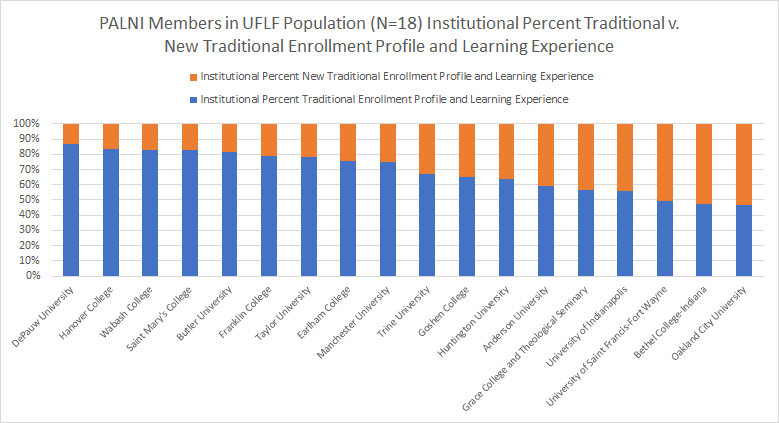 PALNI Members in UFLF Population (N=18) Institutional Percent Traditional v.
New Traditional Enrollment Profile and Learning Experience
Institutional Percent New Traditional Enrollment Profile and Learning Experience
Institutional Percent Traditional Enrollment Profile and Learning Experience
100%
90%
80%
70%
60%
50%
40%
30%
20%
10%
0%
DePauw University
Hanover College
Wabash College
Saint Mary's College
Butler University
Franklin College
Taylor University
Earlham College
Manchester University
Trine University
Goshen College
Huntington University
Anderson University
Grace College and Theological Seminary
University of Indianapolis
University of Saint Francis-Fort Wayne
Bethel College-Indiana
Oakland City University